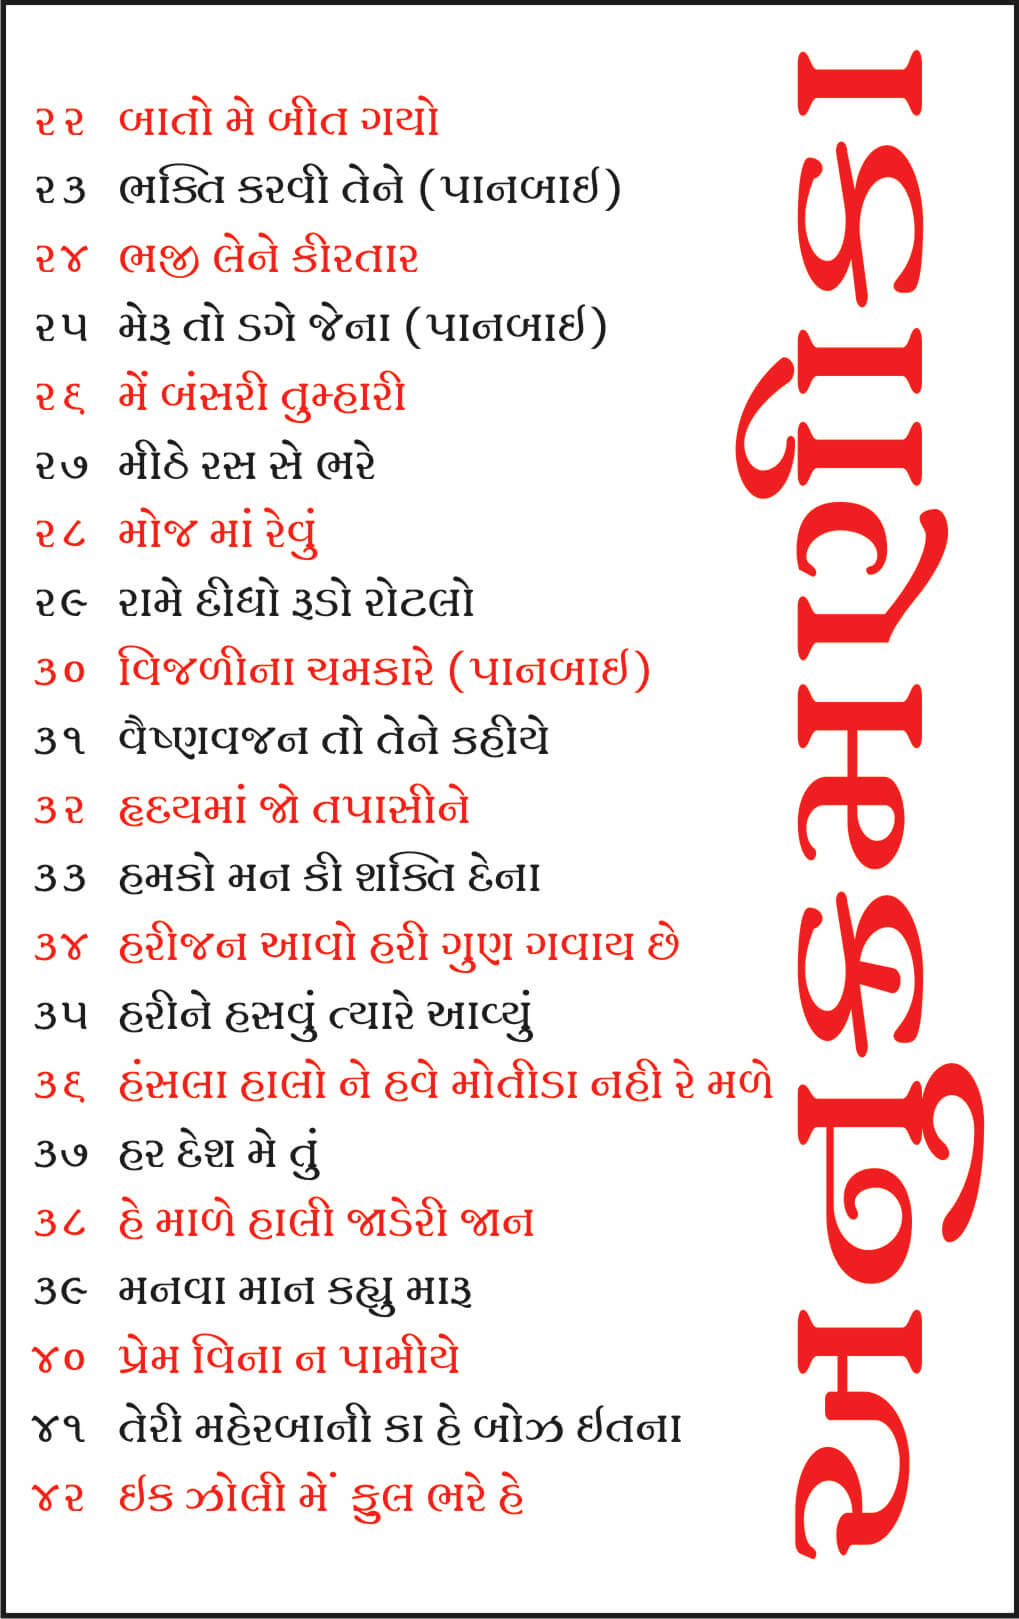 અનુક્રમણિકા
૨૨ બાતો મે બીત ગયો
૨૩ ભક્તિ કરવી તેને (પાનબાઈ)
૨૪ ભજી લેને કીરતાર
૨૫ મેરૂ તો ડગે જેના (પાનબાઈ)
૨૬ મેં બંસરી તુમ્હારી
૨૭ મીઠે રસ સે ભરે
૨૮ મોજ માં રેવું
૨૯ રામે દીધો રૂડો રોટલો
૩૦ વિજળીના ચમકારે (પાનબાઈ)
૩૧ વૈષ્ણવજન તો તેને કહીયે
૩૨ હૃદયમાં જો તપાસીને
૩૩ હમકો મન કી શક્તિ દેના
૩૪ હરીજન આવો હરી ગુણ ગવાય છે
૩૫ હરીને હસવું ત્યારે આવ્યું
૩૬ હંસલા હાલો ને હવે મોતીડા નહી રે મળે
૩૭ હર દેશ મે તું
૩૮ હે માળે હાલી જાડેરી જાન
૩૯ મનવા માન કહ્યુ મારૂ
૪૦ પ્રેમ વિના ન પામીયે
૪૧ તેરી મહેરબાની કા હે બોઝ ઈતના
૪૨ ઈક ઝોલી મેં ફુલ ભરે હે